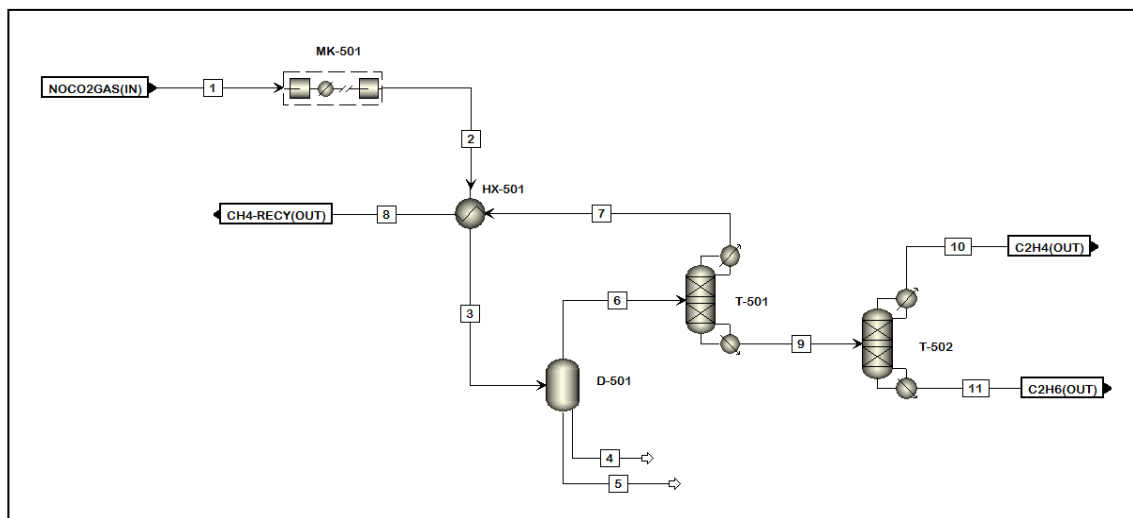 MK-501
NOCO2GAS(IN)
1
2
HX-501
CH4-RECY(OUT)
8
7
10
C2H4(OUT)
3
6
T-501
9
T-502
D-501
11
C2H6(OUT)
4
5